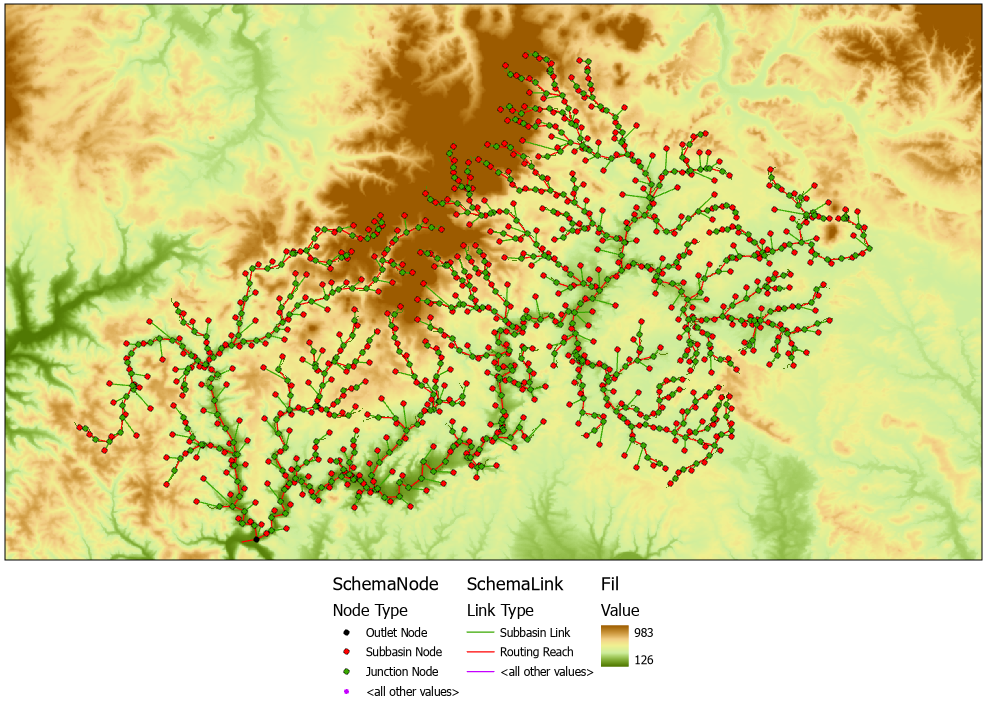 SchemaNode SchemaLink Fil
Node Type Link Type Value
Outlet Node Subbasin Link 983
Subbasin Node Routing Reach 126
Junction Node <all other values>
<all other values>